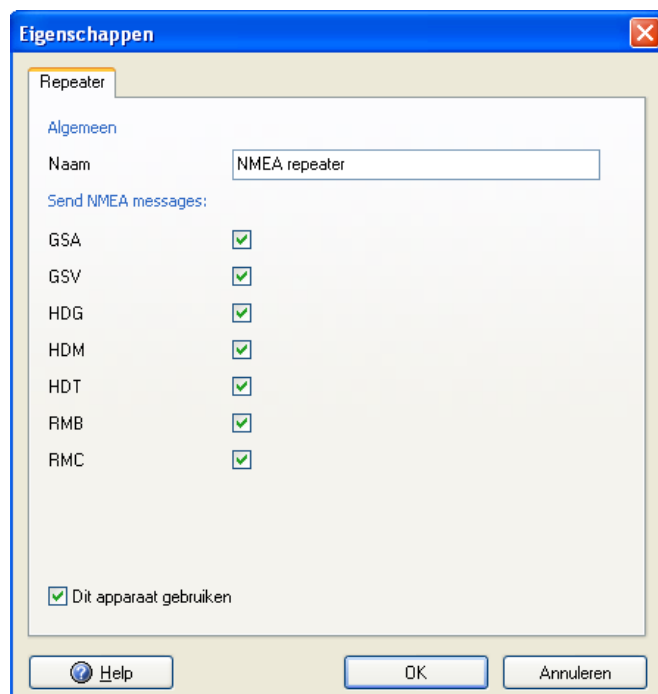 Eigenschappen
Repeater
Algemeen
Naam NMEA repeater
Send NMEA messages:
GSA
GSV
HDG
HDM
HDT
RMB
RMC
Dit apparaat gebruiken
Help OK Annuleren